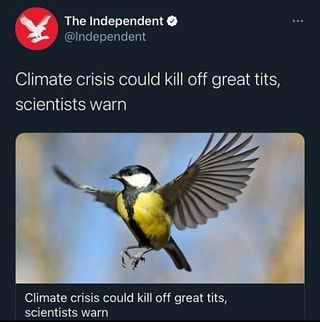 The Independent
@Independent
Climate crisis could kill off great tits,
scientists warn
Climate crisis could kill off great tits,
scientists warn